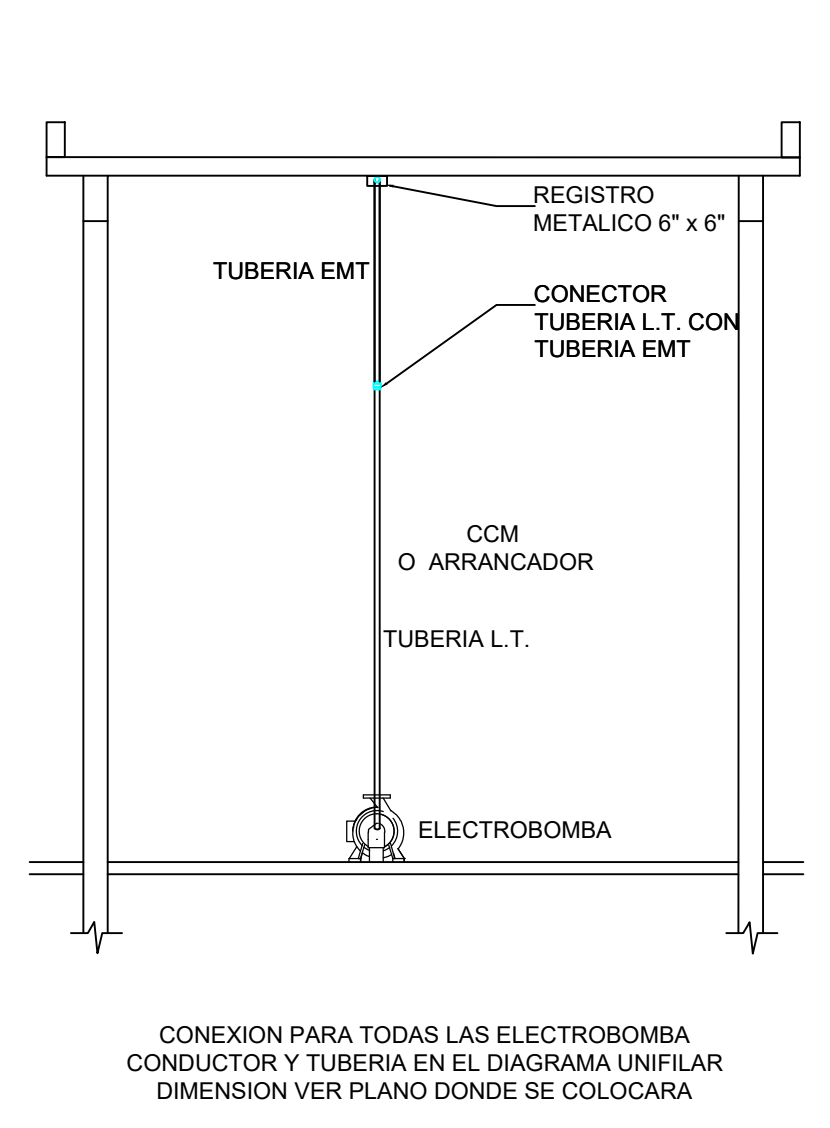 REGISTRO
METALICO 6" x 6"
TUBERIA EMT
CONECTOR
TUBERIA L.T. CON
TUBERIA EMT
CCM
O ARRANCADOR
TUBERIA L.T.
ELECTROBOMBA
CONEXION PARA TODAS LAS ELECTROBOMBA
CONDUCTOR Y TUBERIA EN EL DIAGRAMA UNIFILAR
DIMENSION VER PLANO DONDE SE COLOCARA